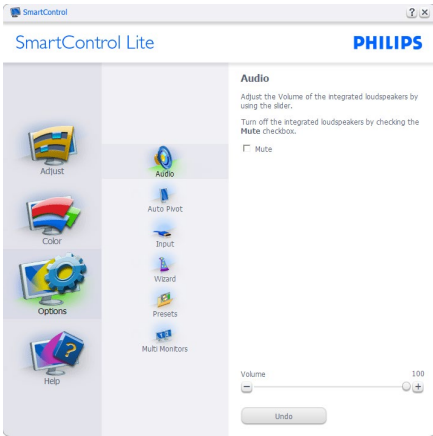 SmartControl
SmartControl Lite
PHILIPS
Adjust
Color
Options
Help
Audio
Auto Pivot
Input
Wizard
Presets
Multi Monitors
Audio
Adjust the Volume of the integrated loudspeakers by
using the slider.
Turn off the integrated loudspeakers by checking the
Mute checkbox.
Mute
Volume 100
Undo